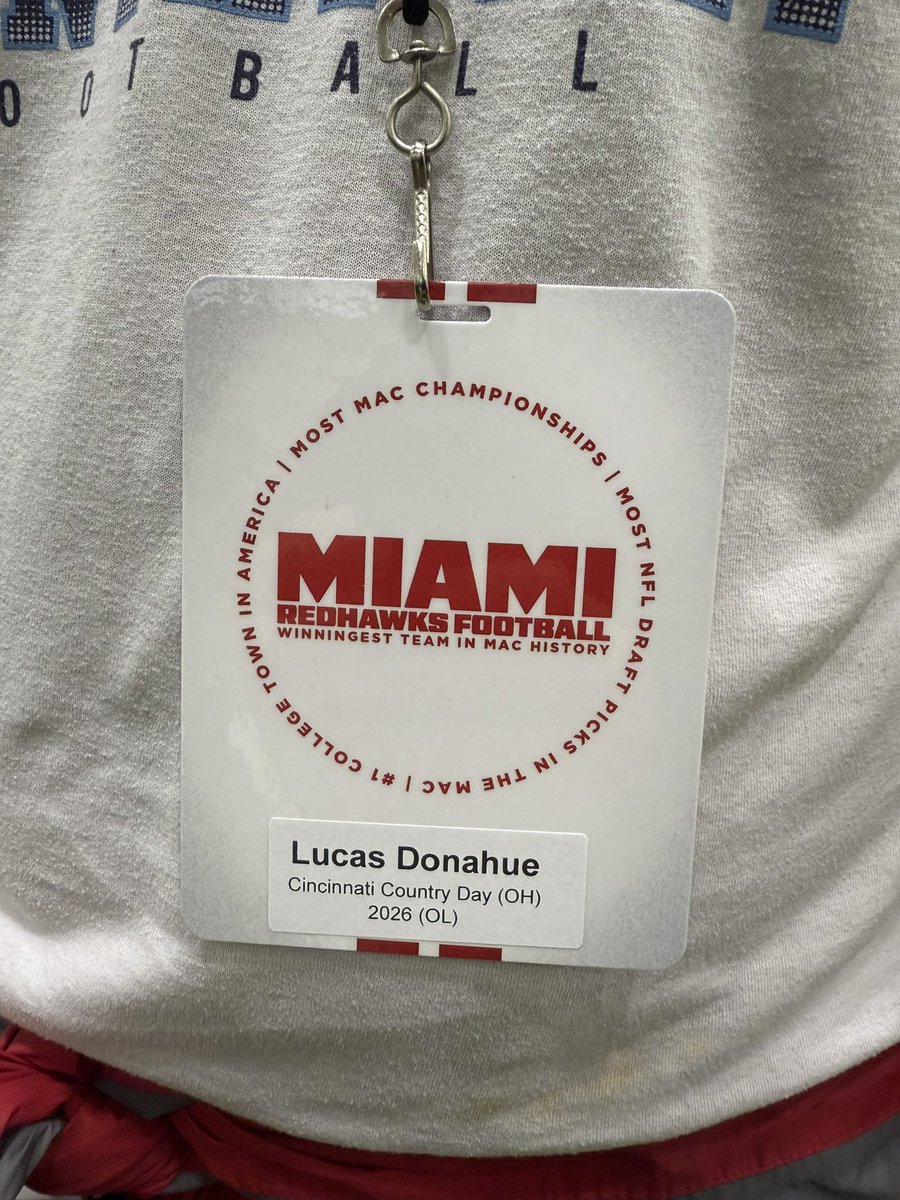 OOTBALL
#1 COLLEGE TOWN IN AMERICA | MOST MAC CHAMPIONSHIPS | MOST NFL DRAFT PICKS IN THE MAC |
MIAMI
REDHAWKS FOOTBALL
WINNINGEST TEAM IN MAC HISTORY
Lucas Donahue
Cincinnati Country Day (OH)
2026 (OL)